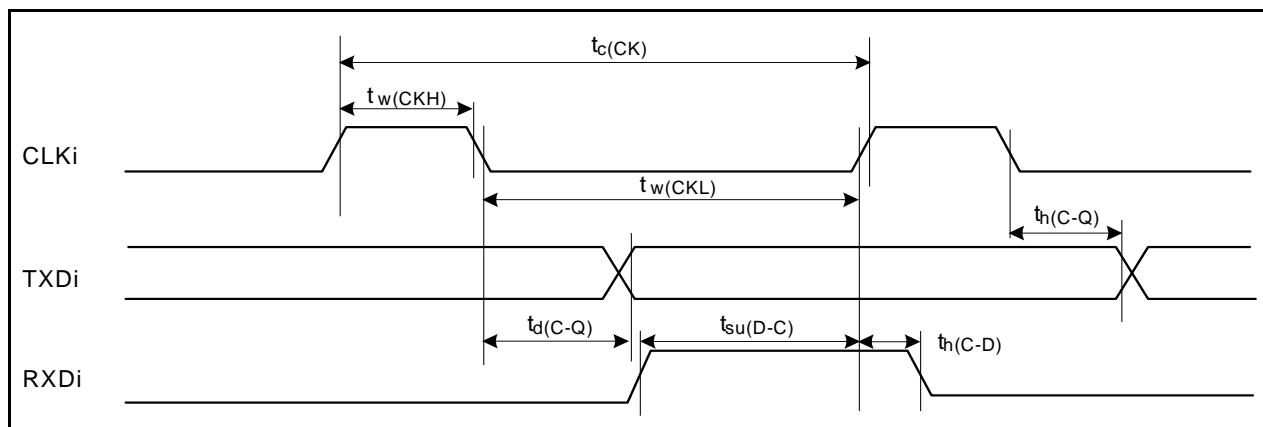 tc(CK)
tw(CKH)
CLKi
tw(CKL)
th(C-Q)
TXDi
td(C-Q)
tsu(D-C)
th(C-D)
RXDi